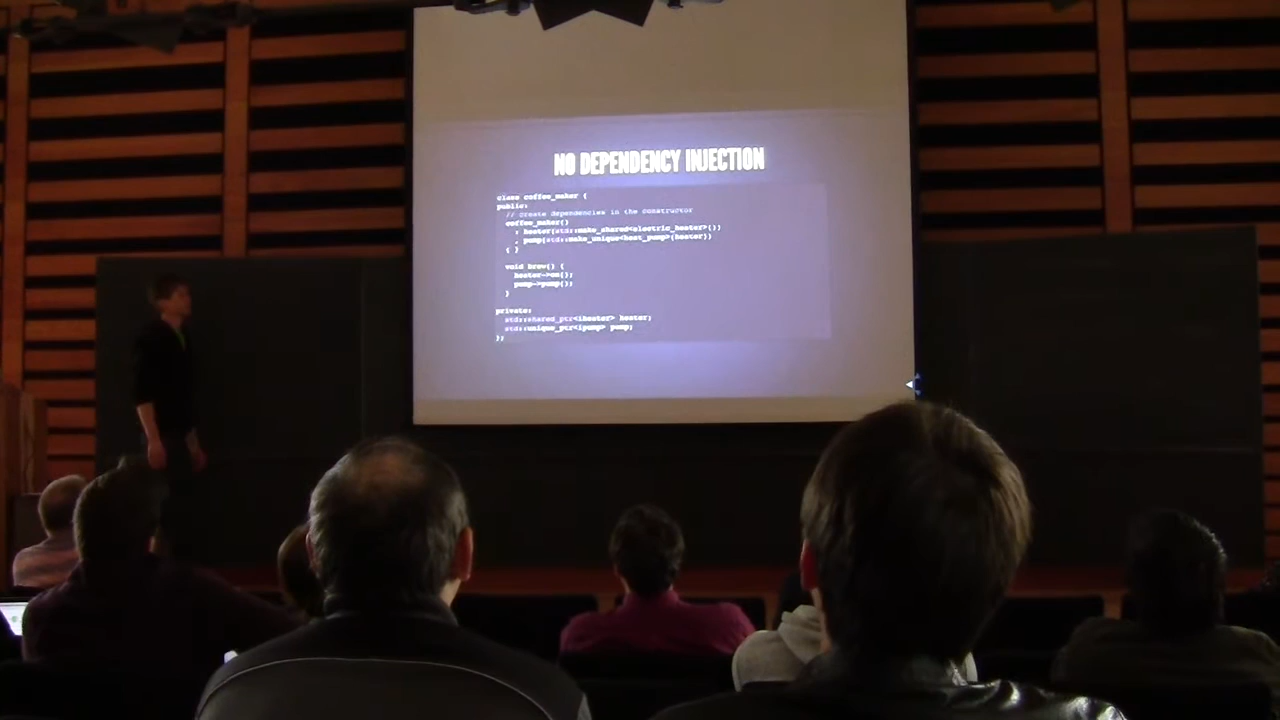 NO DEPENDENCY INJECTION
class coffee_maker {
public:
// Create dependencies in the constructor
coffee_maker()
: heater(std::make_shared<electric_heater>())
, pump(std::make_unique<heat_pump>(heater))
{ }
void brew() {
heater->on();
pump->pump();
}
private:
std::shared_ptr<iheater> heater;
std::unique_ptr<ipump> pump;
};